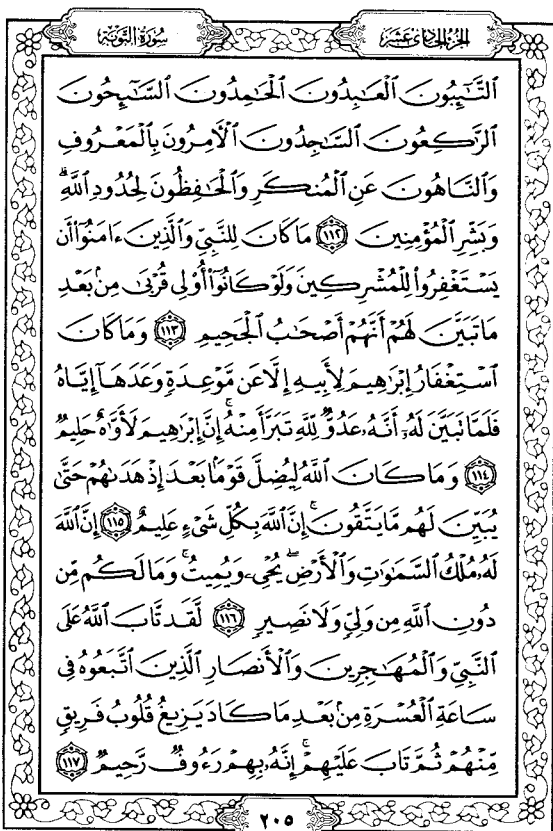 الجزء الحادى عشر
سورة التوبة
ٱلتَّٰٓئِبُونَ ٱلْعَٰبِدُونَ ٱلْحَٰمِدُونَ ٱلسَّٰٓئِحُونَ
ٱلرَّٰكِعُونَ ٱلسَّٰجِدُونَ ٱلْءَامِرُونَ بِٱلْمَعْرُوفِ
وَٱلنَّاهُونَ عَنِ ٱلْمُنكَرِ وَٱلْحَٰفِظُونَ لِحُدُودِ ٱللَّهِۗ
وَبَشِّرِ ٱلْمُؤْمِنِينَ ١١٢ مَا كَانَ لِلنَّبِيِّ وَٱلَّذِينَ ءَامَنُوٓا۟ أَن
يَسْتَغْفِرُوا۟ لِلْمُشْرِكِينَ وَلَوْ كَانُوٓا۟ أُو۟لِى قُرْبَىٰ مِنۢ بَعْدِ
مَا تَبَيَّنَ لَهُمْ أَنَّهُمْ أَصْحَٰبُ ٱلْجَحِيمِ ١١٣ وَمَا كَانَ
ٱسْتِغْفَارُ إِبْرَٰهِيمَ لِأَبِيهِ إِلَّا عَن مَّوْعِدَةٍ وَعَدَهَآ إِيَّاهُ
فَلَمَّا تَبَيَّنَ لَهُۥٓ أَنَّهُۥ عَدُوٌّ لِّلَّهِ تَبَرَّأَ مِنْهُۚ إِنَّ إِبْرَٰهِيمَ لَأَوَّٰهٌ حَلِيمٌ
١١٤ وَمَا كَانَ ٱللَّهُ لِيُضِلَّ قَوْمًۢا بَعْدَ إِذْ هَدَىٰهُمْ حَتَّىٰ
يُبَيِّنَ لَهُم مَّا يَتَّقُونَۚ إِنَّ ٱللَّهَ بِكُلِّ شَىْءٍ عَلِيمٌ ١١٥ إِنَّ ٱللَّهَ
لَهُۥ مُلْكُ ٱلسَّمَٰوَٰتِ وَٱلْأَرْضِۖ يُحْىِۦ وَيُمِيتُۚ وَمَا لَكُم مِّن
دُونِ ٱللَّهِ مِن وَلِىٍّ وَلَا نَصِيرٍ ١١٦ لَّقَد تَّابَ ٱللَّهُ عَلَى
ٱلنَّبِىِّ وَٱلْمُهَٰجِرِينَ وَٱلْأَنصَارِ ٱلَّذِينَ ٱتَّبَعُوهُ فِى
سَاعَةِ ٱلْعُسْرَةِ مِنۢ بَعْدِ مَا كَادَ يَزِيغُ قُلُوبُ فَرِيقٍ
مِّنْهُمْ ثُمَّ تَابَ عَلَيْهِمْۚ إِنَّهُۥ بِهِمْ رَءُوفٌ رَّحِيمٌ ١١٧
٢٠٥